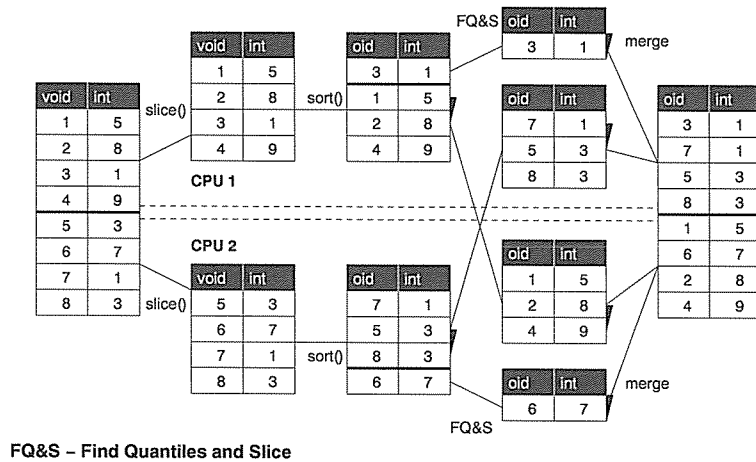 void int
1 5
2 8
3 1
4 9
5 3
6 7
7 1
8 3
slice()
void int
1 5
2 8
3 1
4 9
CPU 1
sort()
oid int
3 1
1 5
2 8
4 9
FQ&S
oid int
3 1
merge
oid int
7 1
5 3
8 3
CPU 2
slice()
void int
5 3
6 7
7 1
8 3
sort()
oid int
7 1
5 3
8 3
6 7
oid int
1 5
2 8
4 9
FQ&S
oid int
6 7
merge
oid int
3 1
7 1
5 3
8 3
1 5
6 7
2 8
4 9
FQ&S – Find Quantiles and Slice